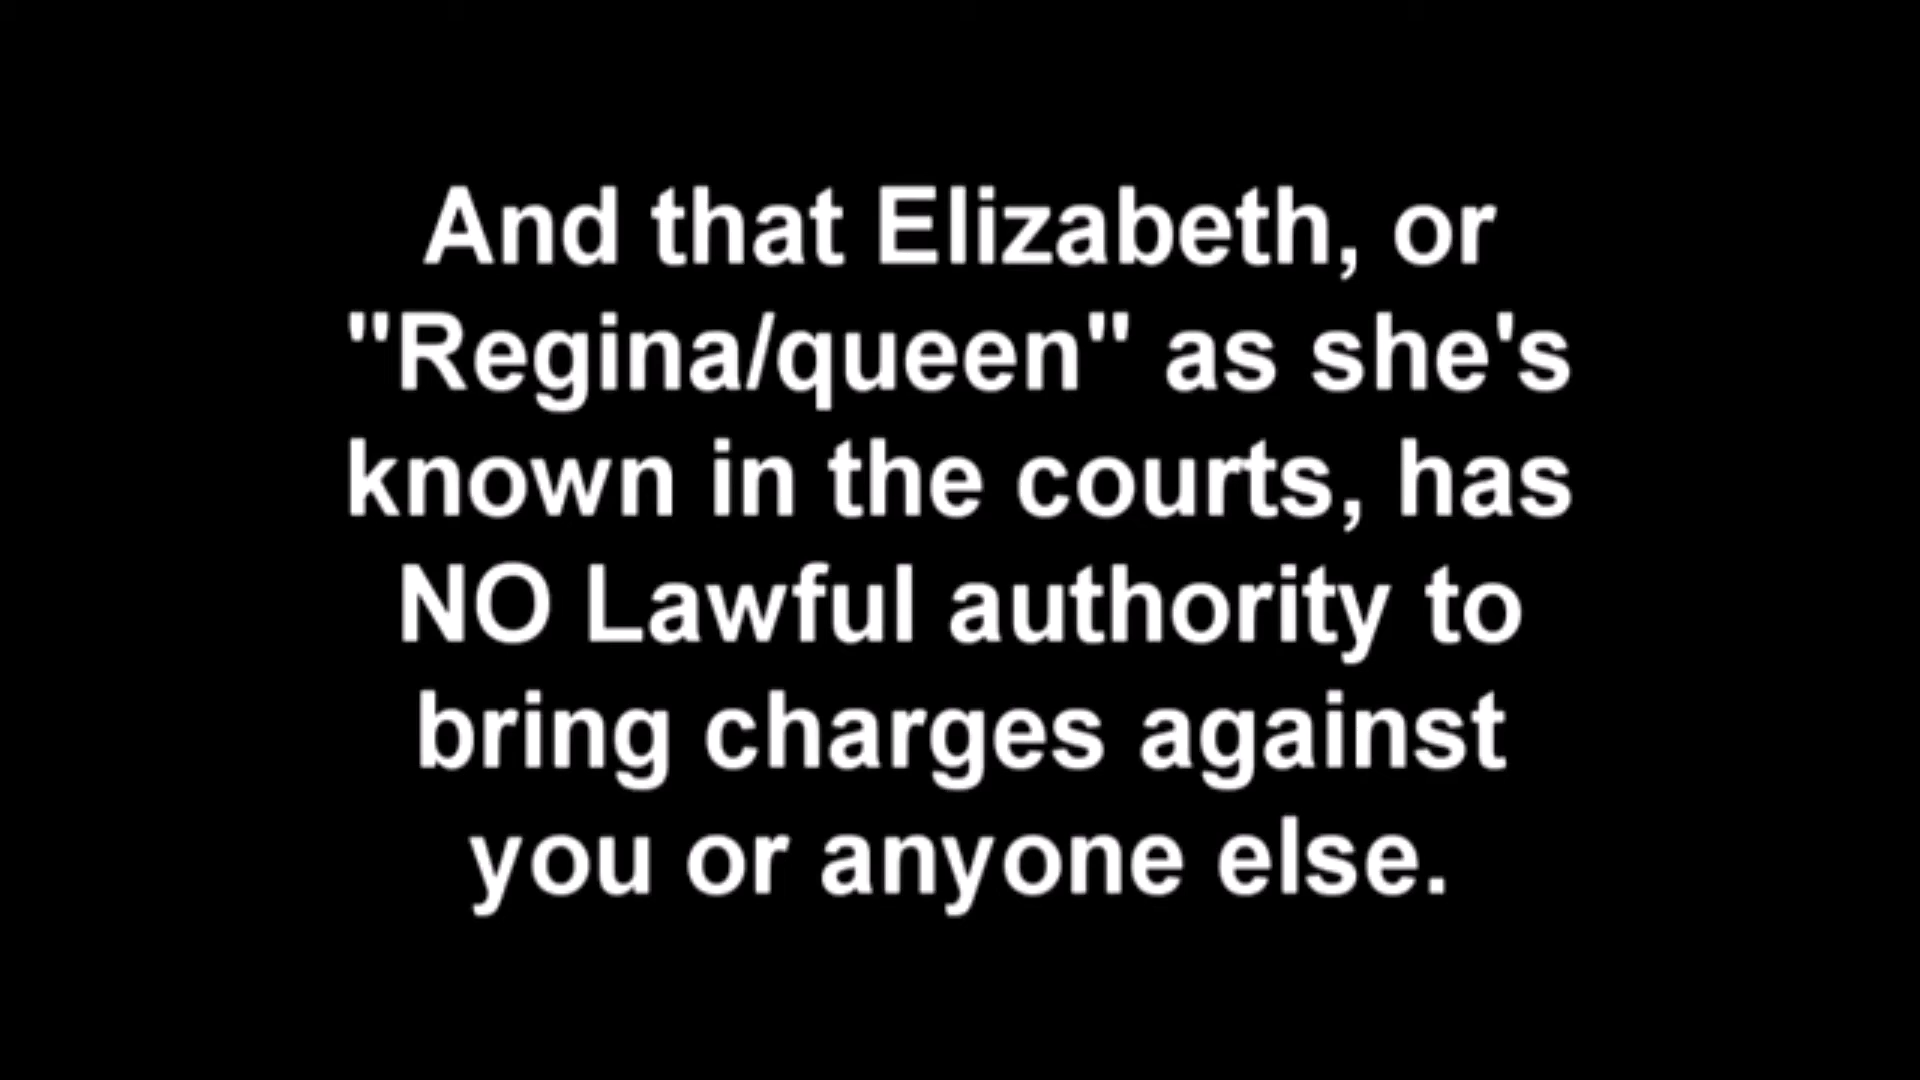 And that Elizabeth, or
"Regina/queen" as she's
known in the courts, has
NO Lawful authority to
bring charges against
you or anyone else.